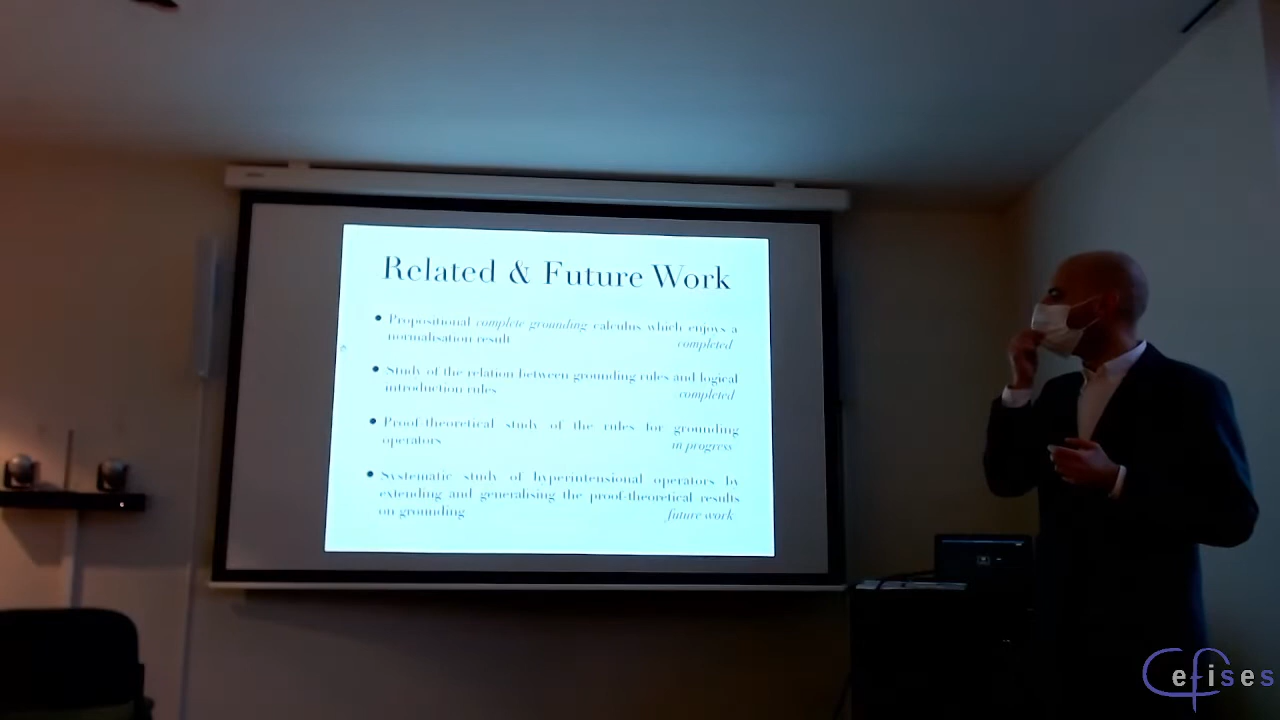 Related & Future Work
• Propositional complete grounding calculus which enjoys a
normalisation result completed
• Study of the relation between grounding rules and logical
introduction rules completed
• Proof-theoretical study of the rules for grounding
operators in progress
• Systematic study of hyperintensional operators by
extending and generalising the proof-theoretical results
on grounding future work
Cefises